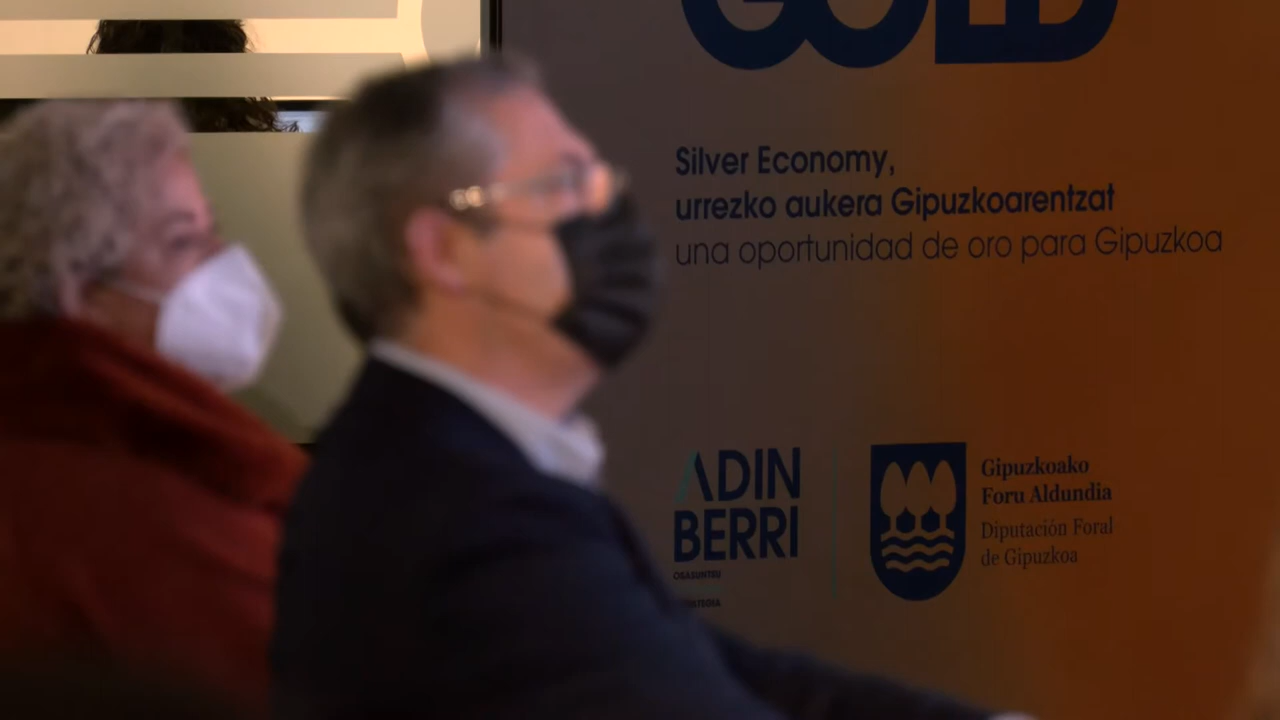 GOLD
Silver Economy,
urrezko aukera Gipuzkoarentzat
una oportunidad de oro para Gipuzkoa
ADIN
BERRI
Gipuzkoako
Foru Aldundia
Diputación Foral
de Gipuzkoa